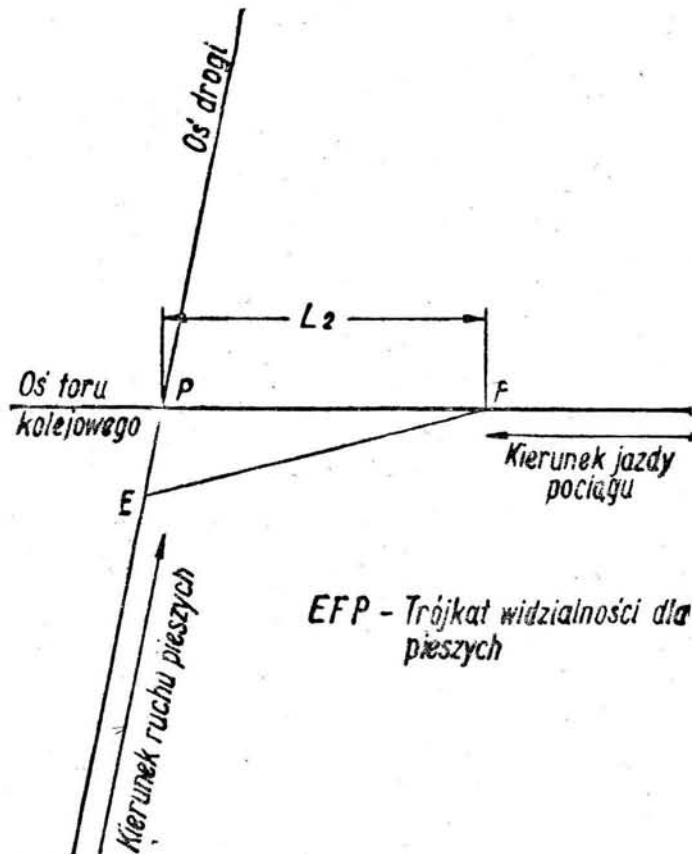 Oś drogi
L2
Oś toru
kolejowego
P
F
Kierunek jazdy
pociągu
E
EFP - Trójkąt widzialności dla
pieszych
Kierunek ruchu pieszych